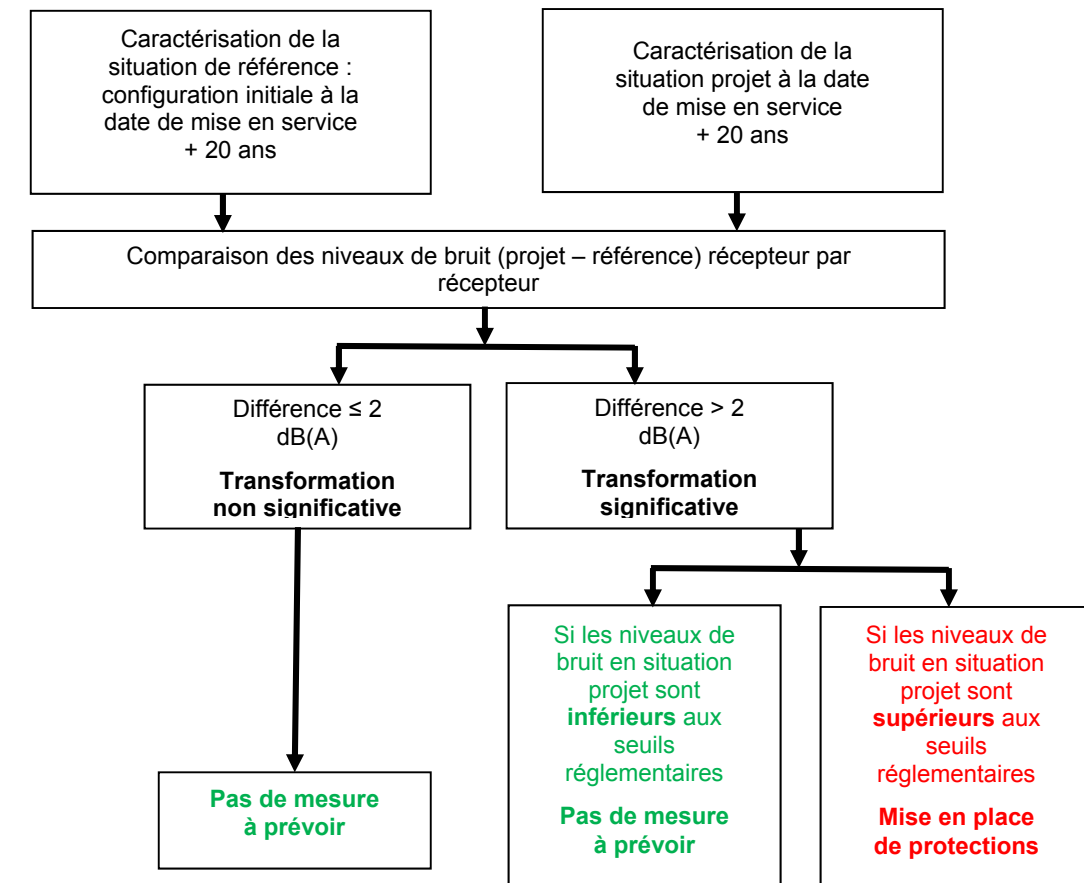 Caractérisation de la
situation de référence :
configuration initiale à la
date de mise en service
+ 20 ans
Caractérisation de la
situation projet à la date
de mise en service
+ 20 ans
Comparaison des niveaux de bruit (projet – référence) récepteur par
récepteur
Différence ≤ 2
dB(A)
Transformation
non significative
Différence > 2
dB(A)
Transformation
significative
Pas de mesure
à prévoir
Si les niveaux de
bruit en situation
projet sont
inférieurs aux
seuils
réglementaires
Pas de mesure
à prévoir
Si les niveaux de
bruit en situation
projet sont
supérieurs aux
seuils
réglementaires
Mise en place
de protections